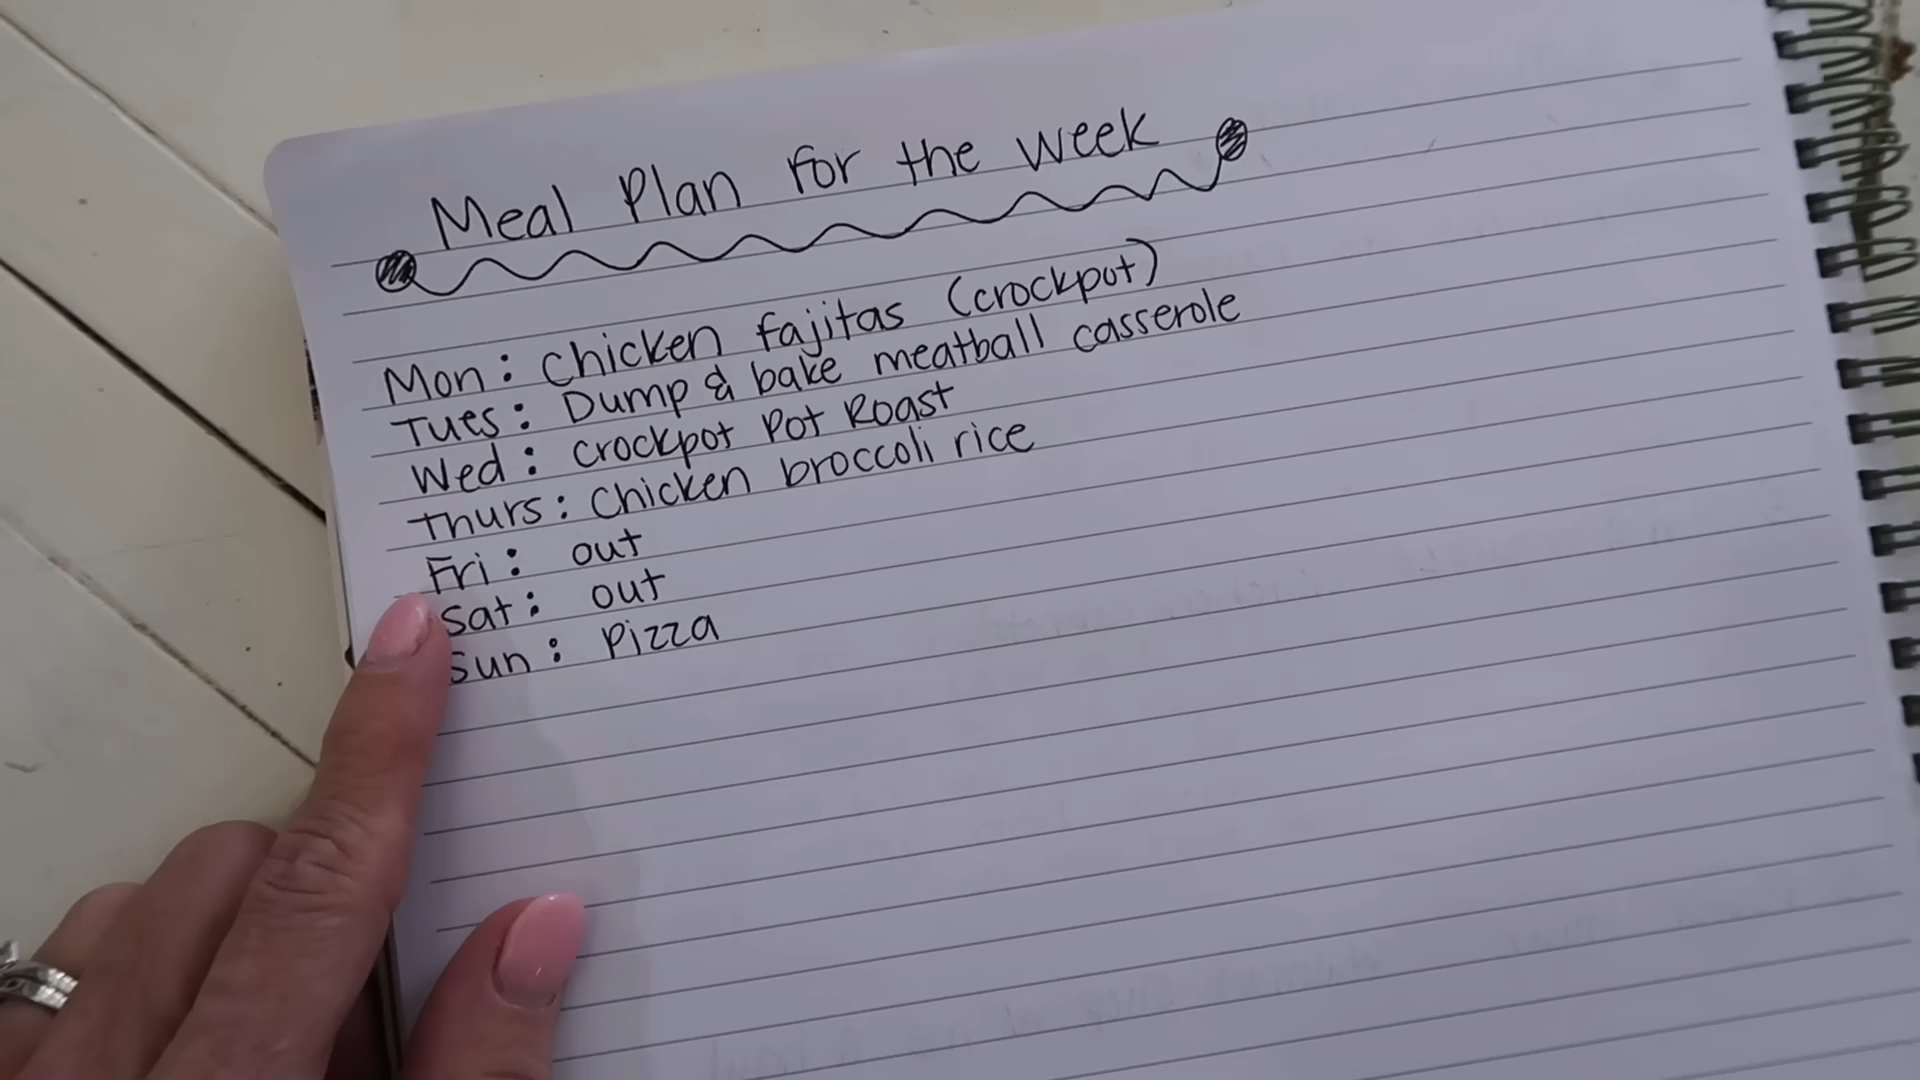 Meal Plan for the week
Mon: Chicken fajitas (crockpot)
Tues: Dump & bake meatball casserole
Wed: Crockpot Pot Roast
Thurs: Chicken broccoli rice
Fri: out
Sat: out
Sun: Pizza